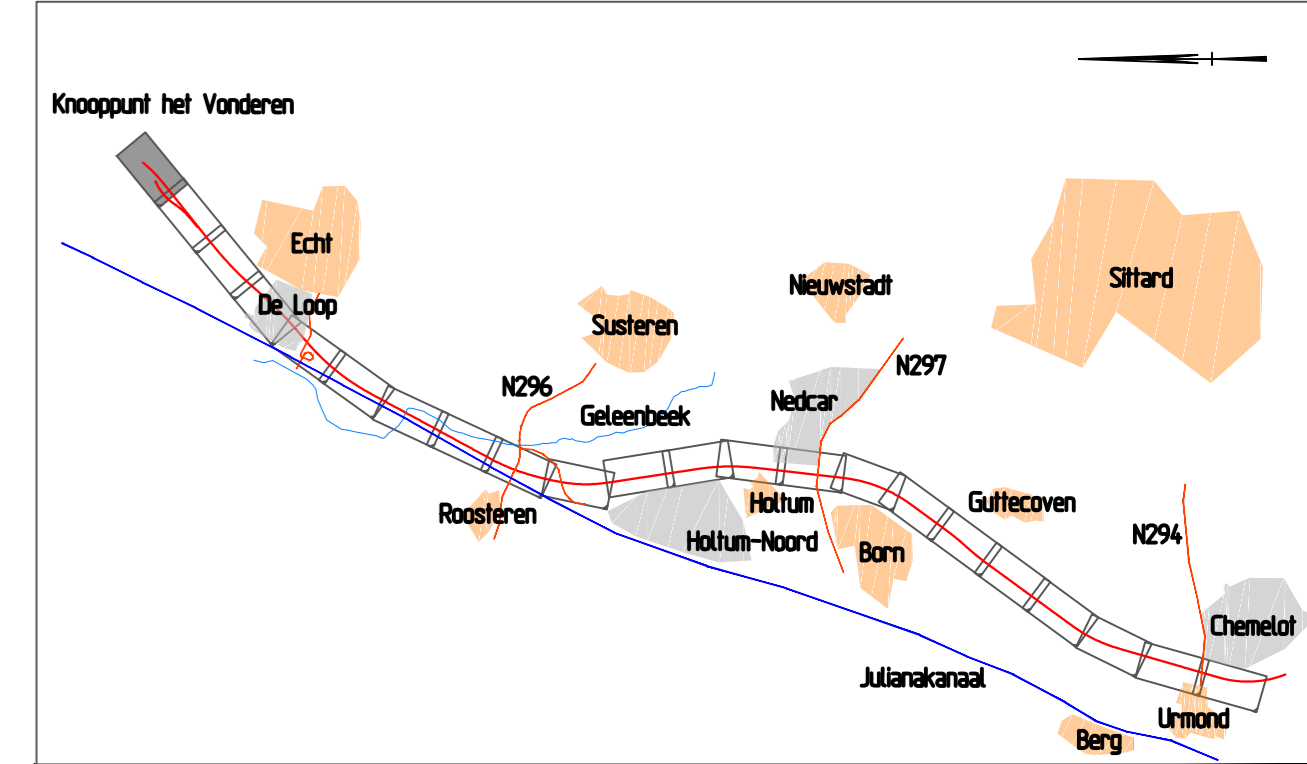 Knooppunt het Vonderen
Echt
De Loop
Nieuwstadt
Sittard
Susteren
N297
N296
Nedcar
Geleenbeek
Roosteren
Holtum
Guttecoven
Holtum-Noord
Born
N294
Chemelot
Julianakanaal
Urmond
Berg